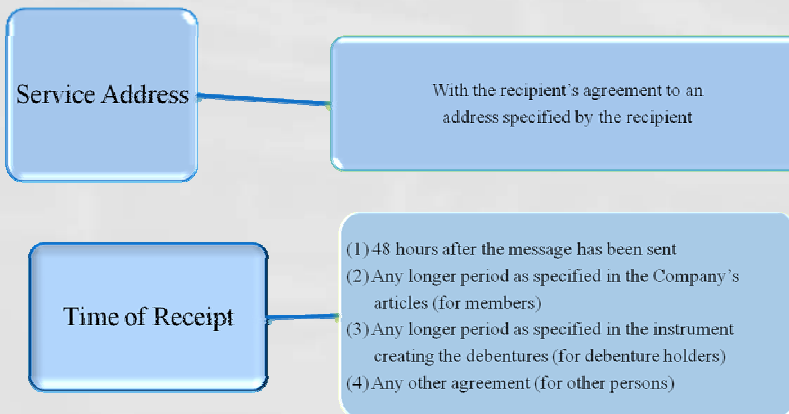 Service Address
With the recipient's agreement to an
address specified by the recipient
Time of Receipt
(1) 48 hours after the message has been sent
(2) Any longer period as specified in the Company's
articles (for members)
(3) Any longer period as specified in the instrument
creating the debentures (for debenture holders)
(4) Any other agreement (for other persons)